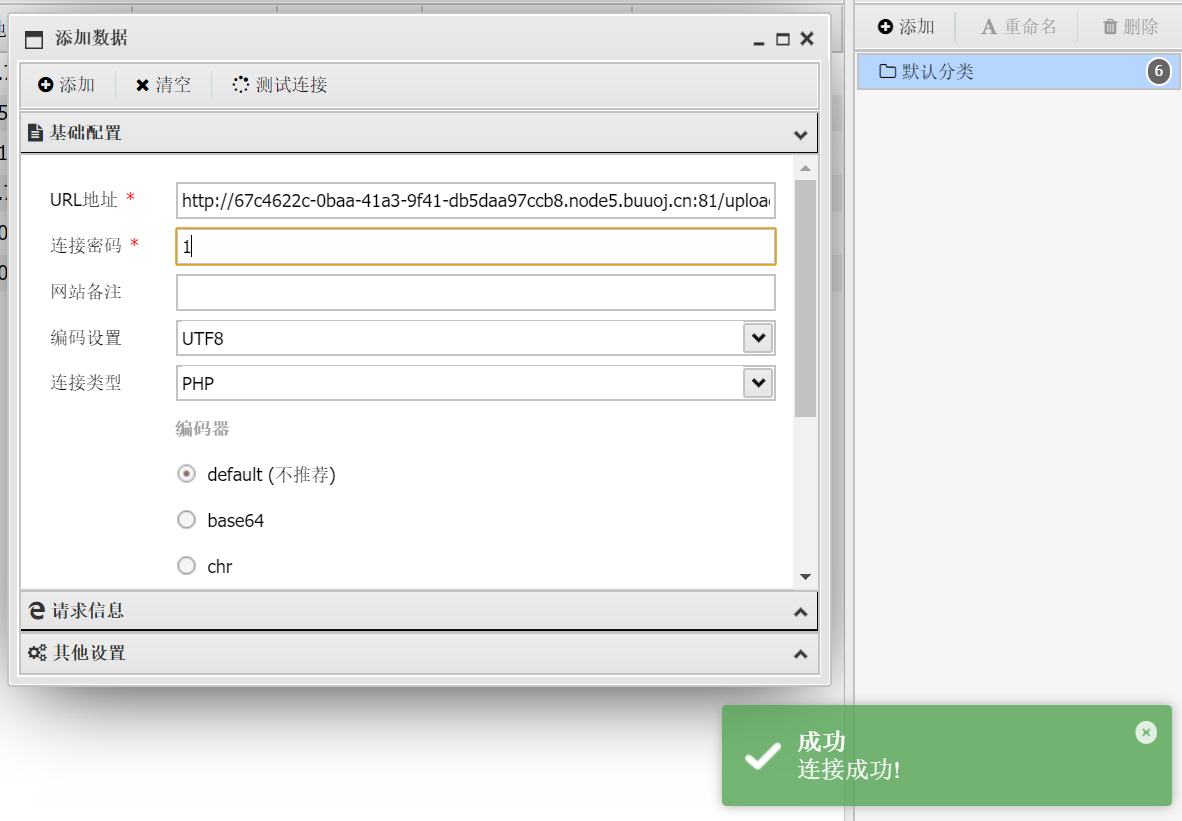 添加数据
添加
清空
测试连接
基础配置
URL地址 *
http://67c4622c-0baa-41a3-9f41-db5daa97ccb8.node5.buuoj.cn:81/uploa
连接密码 *
1
网站备注
编码设置
UTF8
连接类型
PHP
编码器
default (不推荐)
base64
chr
请求信息
其他设置
添加
重命名
删除
默认分类
6
成功
连接成功!